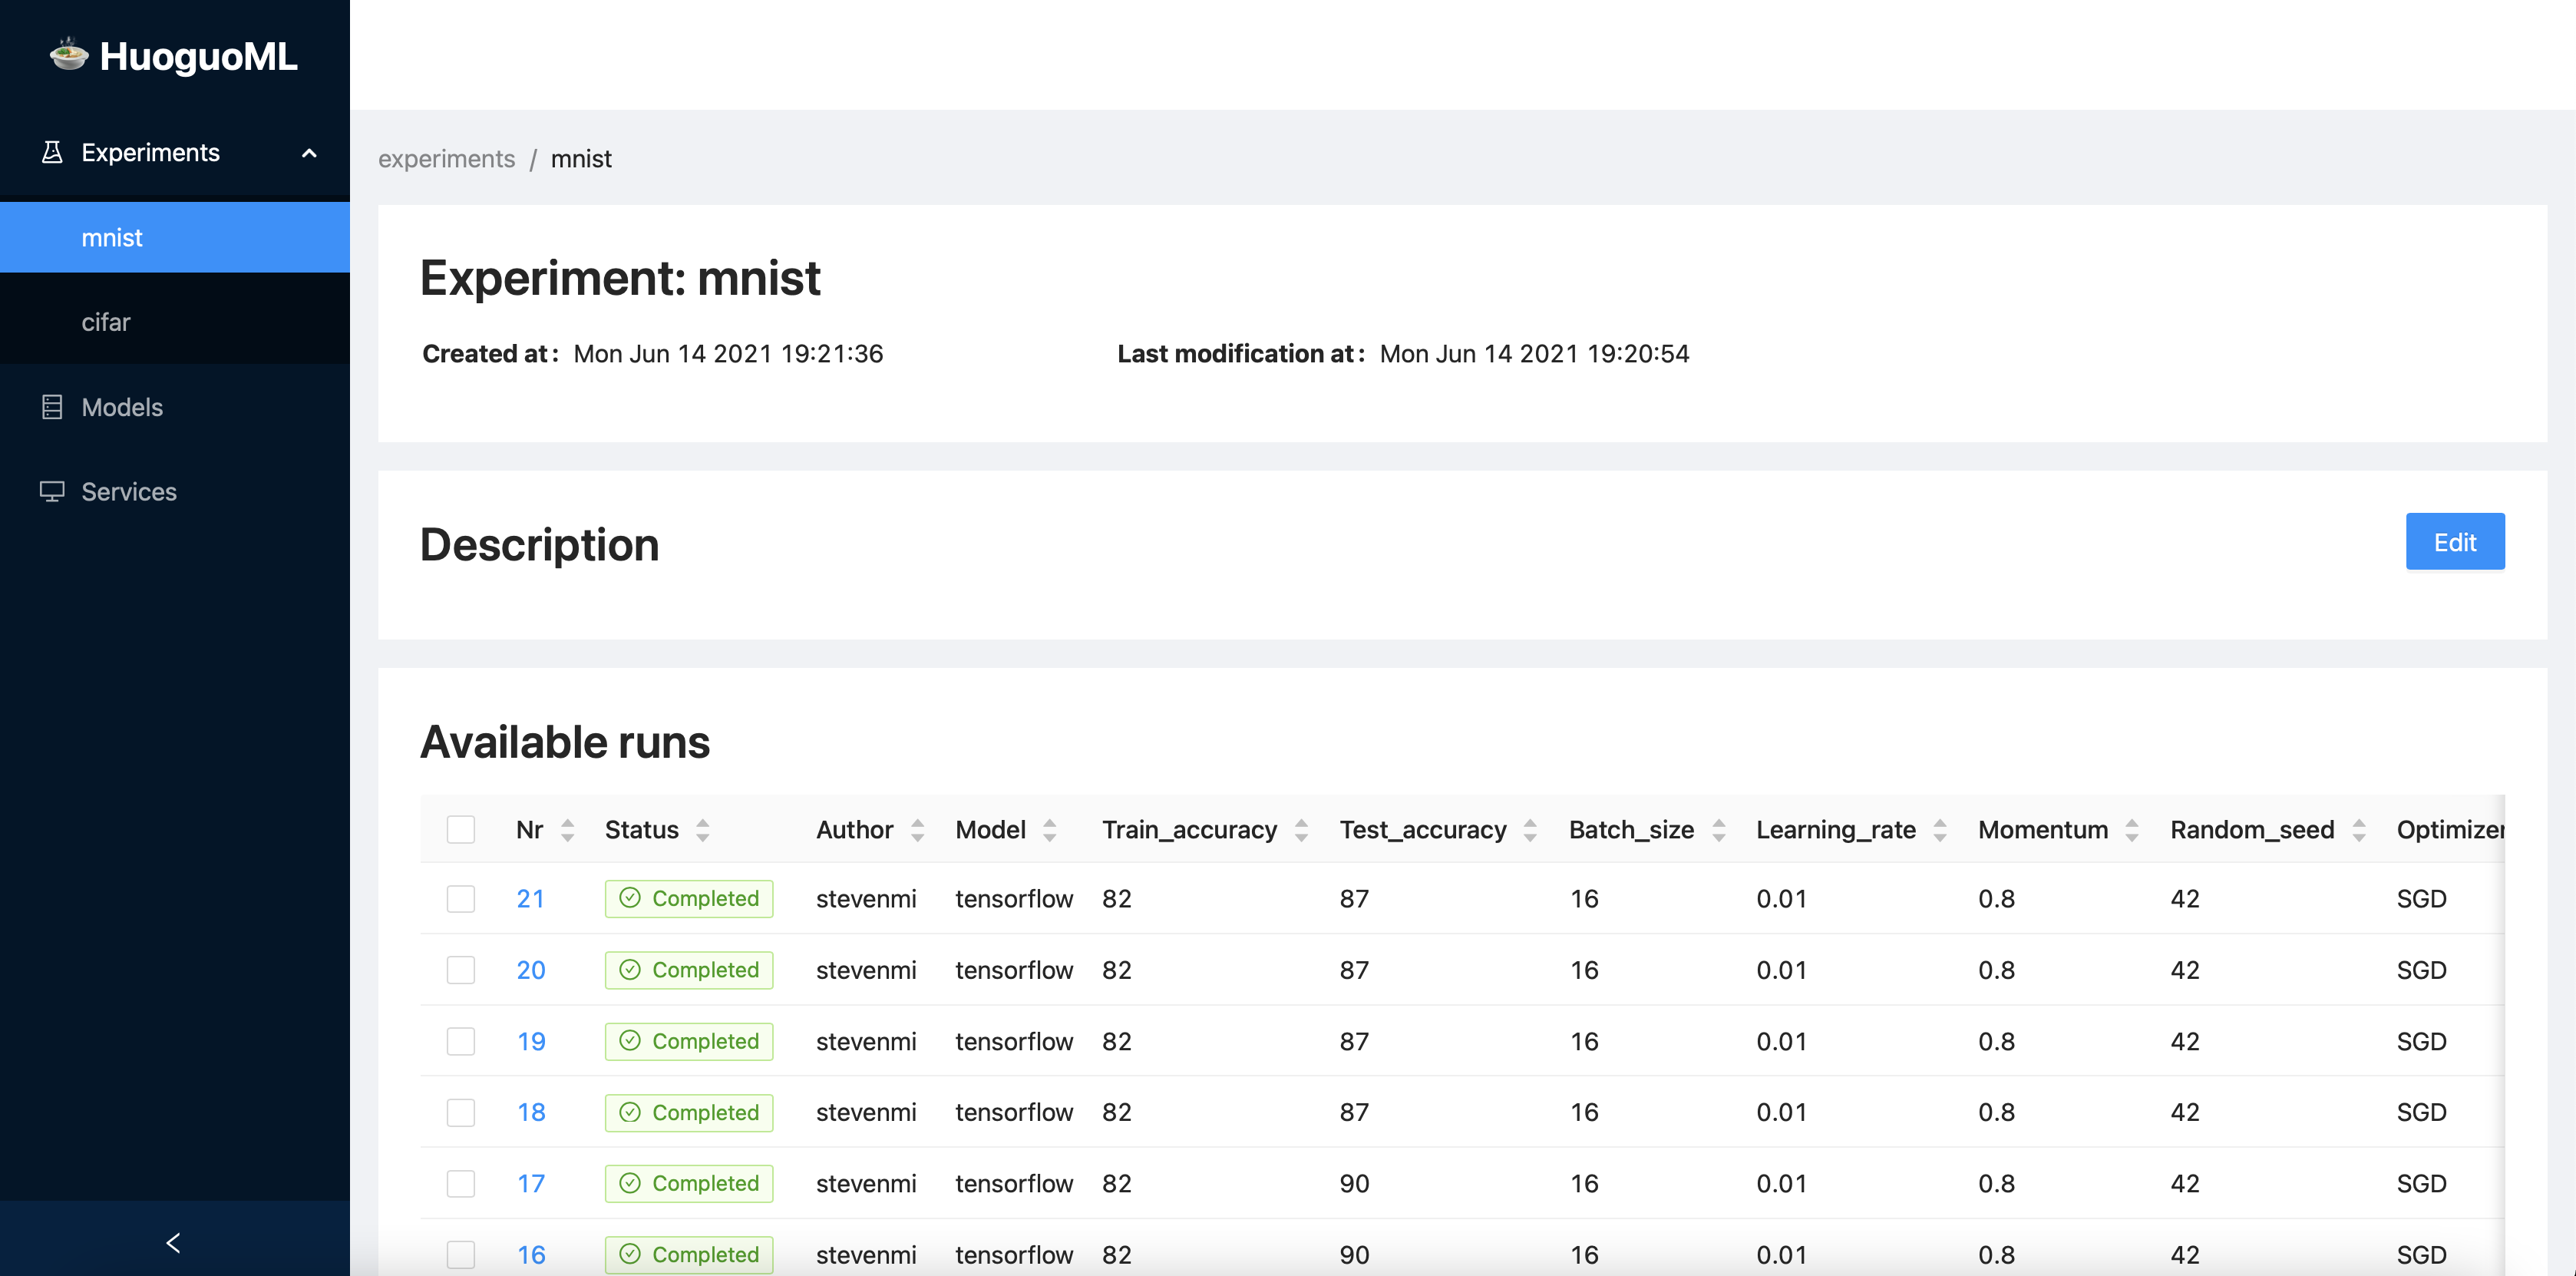 HuoguoML
Experiments
mnist
cifar
Models
Services
experiments / mnist
Experiment: mnist
Created at: Mon Jun 14 2021 19:21:36 Last modification at: Mon Jun 14 2021 19:20:54
Description
Edit
Available runs
Nr Status Author Model Train_accuracy Test_accuracy Batch_size Learning_rate Momentum Random_seed Optimizer
21 Completed stevenmi tensorflow 82 87 16 0.01 0.8 42 SGD
20 Completed stevenmi tensorflow 82 87 16 0.01 0.8 42 SGD
19 Completed stevenmi tensorflow 82 87 16 0.01 0.8 42 SGD
18 Completed stevenmi tensorflow 82 87 16 0.01 0.8 42 SGD
17 Completed stevenmi tensorflow 82 90 16 0.01 0.8 42 SGD
16 Completed stevenmi tensorflow 82 90 16 0.01 0.8 42 SGD